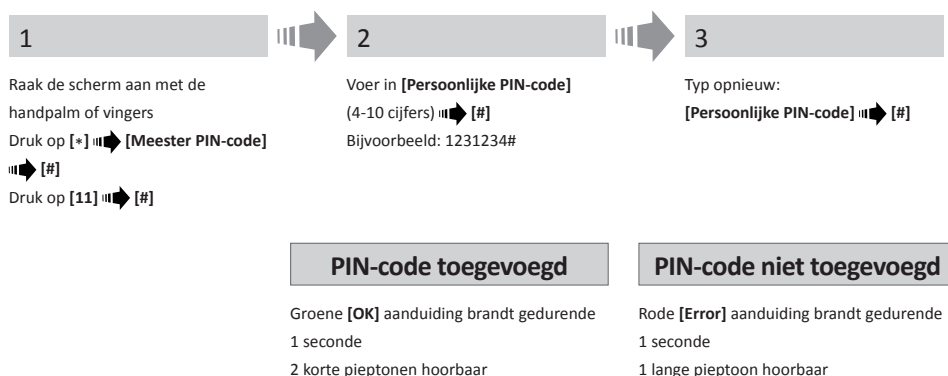 1
Raak de scherm aan met de
handpalm of vingers
Druk op [*] [Meester PIN-code]
[#]
Druk op [11] [#]
2
Voer in [Persoonlijke PIN-code]
(4-10 cijfers) [#]
Bijvoorbeeld: 1231234#
3
Typ opnieuw:
[Persoonlijke PIN-code] [#]
PIN-code toegevoegd
Groene [OK] aanduiding brandt gedurende
1 seconde
2 korte pieptonen hoorbaar
PIN-code niet toegevoegd
Rode [Error] aanduiding brandt gedurende
1 seconde
1 lange pieptoon hoorbaar